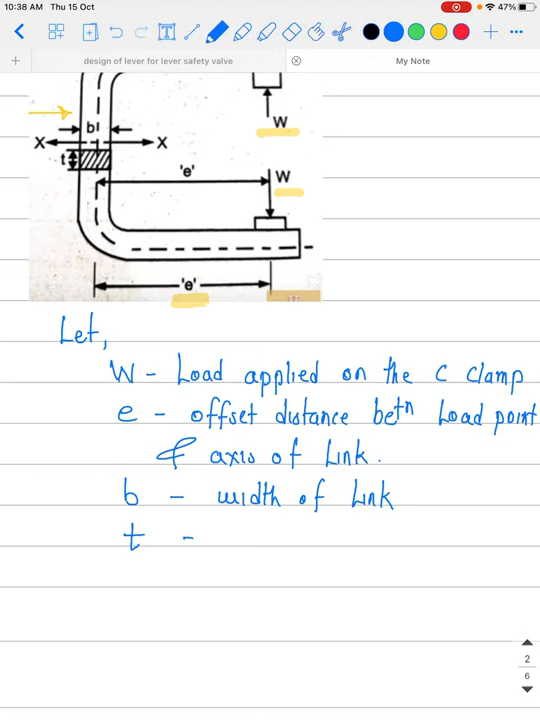 10:38 AM Thu 15 Oct
47%
design of lever for lever safety valve
My Note
b
W
X
X
t
'e'
W
'e'
Let,
W - Load applied on the C clamp
e - offset distance betn Load point
& axis of Link.
b - width of Link
t -
2
6